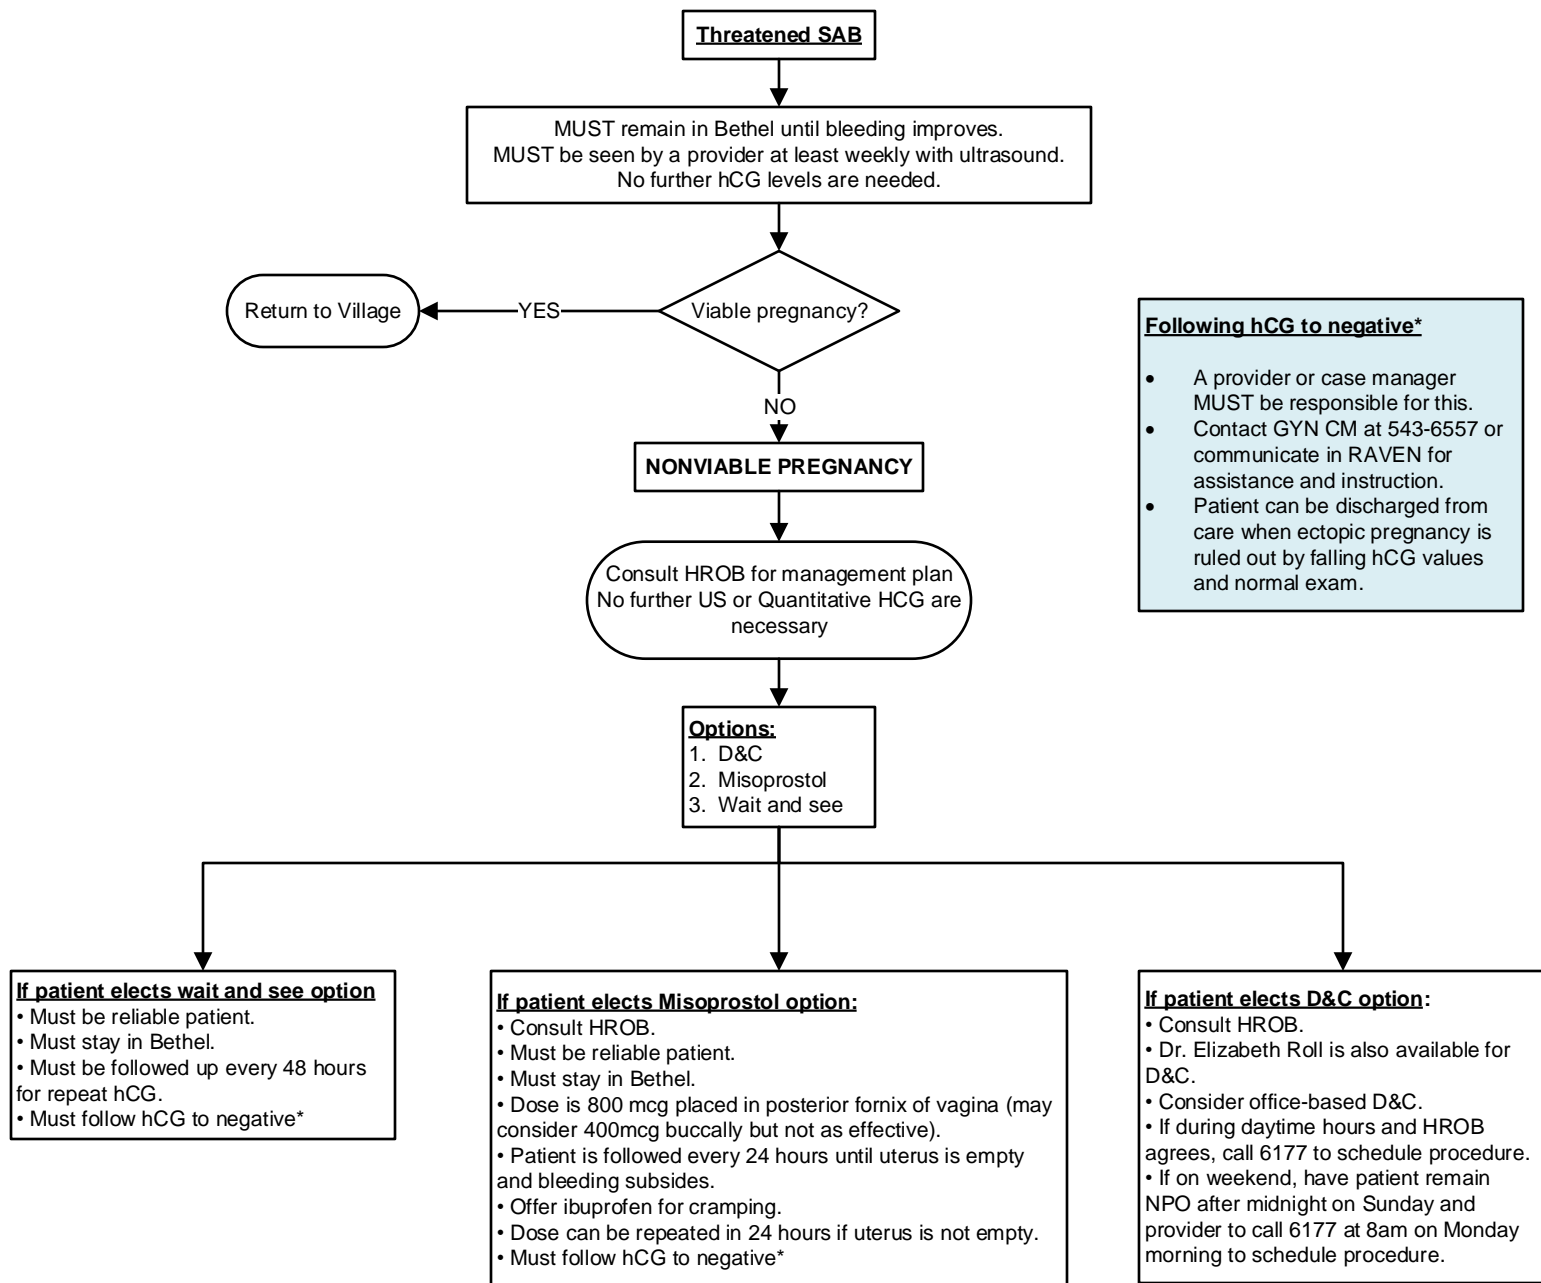 Threatened SAB
MUST remain in Bethel until bleeding improves.
MUST be seen by a provider at least weekly with ultrasound.
No further hCG levels are needed.
Viable pregnancy?
YES
Return to Village
NO
NONVIABLE PREGNANCY
Consult HROB for management plan
No further US or Quantitative HCG are
necessary
Options:
1. D&C
2. Misoprostol
3. Wait and see
Following hCG to negative*
• A provider or case manager
MUST be responsible for this.
• Contact GYN CM at 543-6557 or
communicate in RAVEN for
assistance and instruction.
• Patient can be discharged from
care when ectopic pregnancy is
ruled out by falling hCG values
and normal exam.
If patient elects wait and see option
• Must be reliable patient.
• Must stay in Bethel.
• Must be followed up every 48 hours
for repeat hCG.
• Must follow hCG to negative*
If patient elects Misoprostol option:
• Consult HROB.
• Must be reliable patient.
• Must stay in Bethel.
• Dose is 800 mcg placed in posterior fornix of vagina (may
consider 400mcg buccally but not as effective).
• Patient is followed every 24 hours until uterus is empty
and bleeding subsides.
• Offer ibuprofen for cramping.
• Dose can be repeated in 24 hours if uterus is not empty.
• Must follow hCG to negative*
If patient elects D&C option:
• Consult HROB.
• Dr. Elizabeth Roll is also available for
D&C.
• Consider office-based D&C.
• If during daytime hours and HROB
agrees, call 6177 to schedule procedure.
• If on weekend, have patient remain
NPO after midnight on Sunday and
provider to call 6177 at 8am on Monday
morning to schedule procedure.